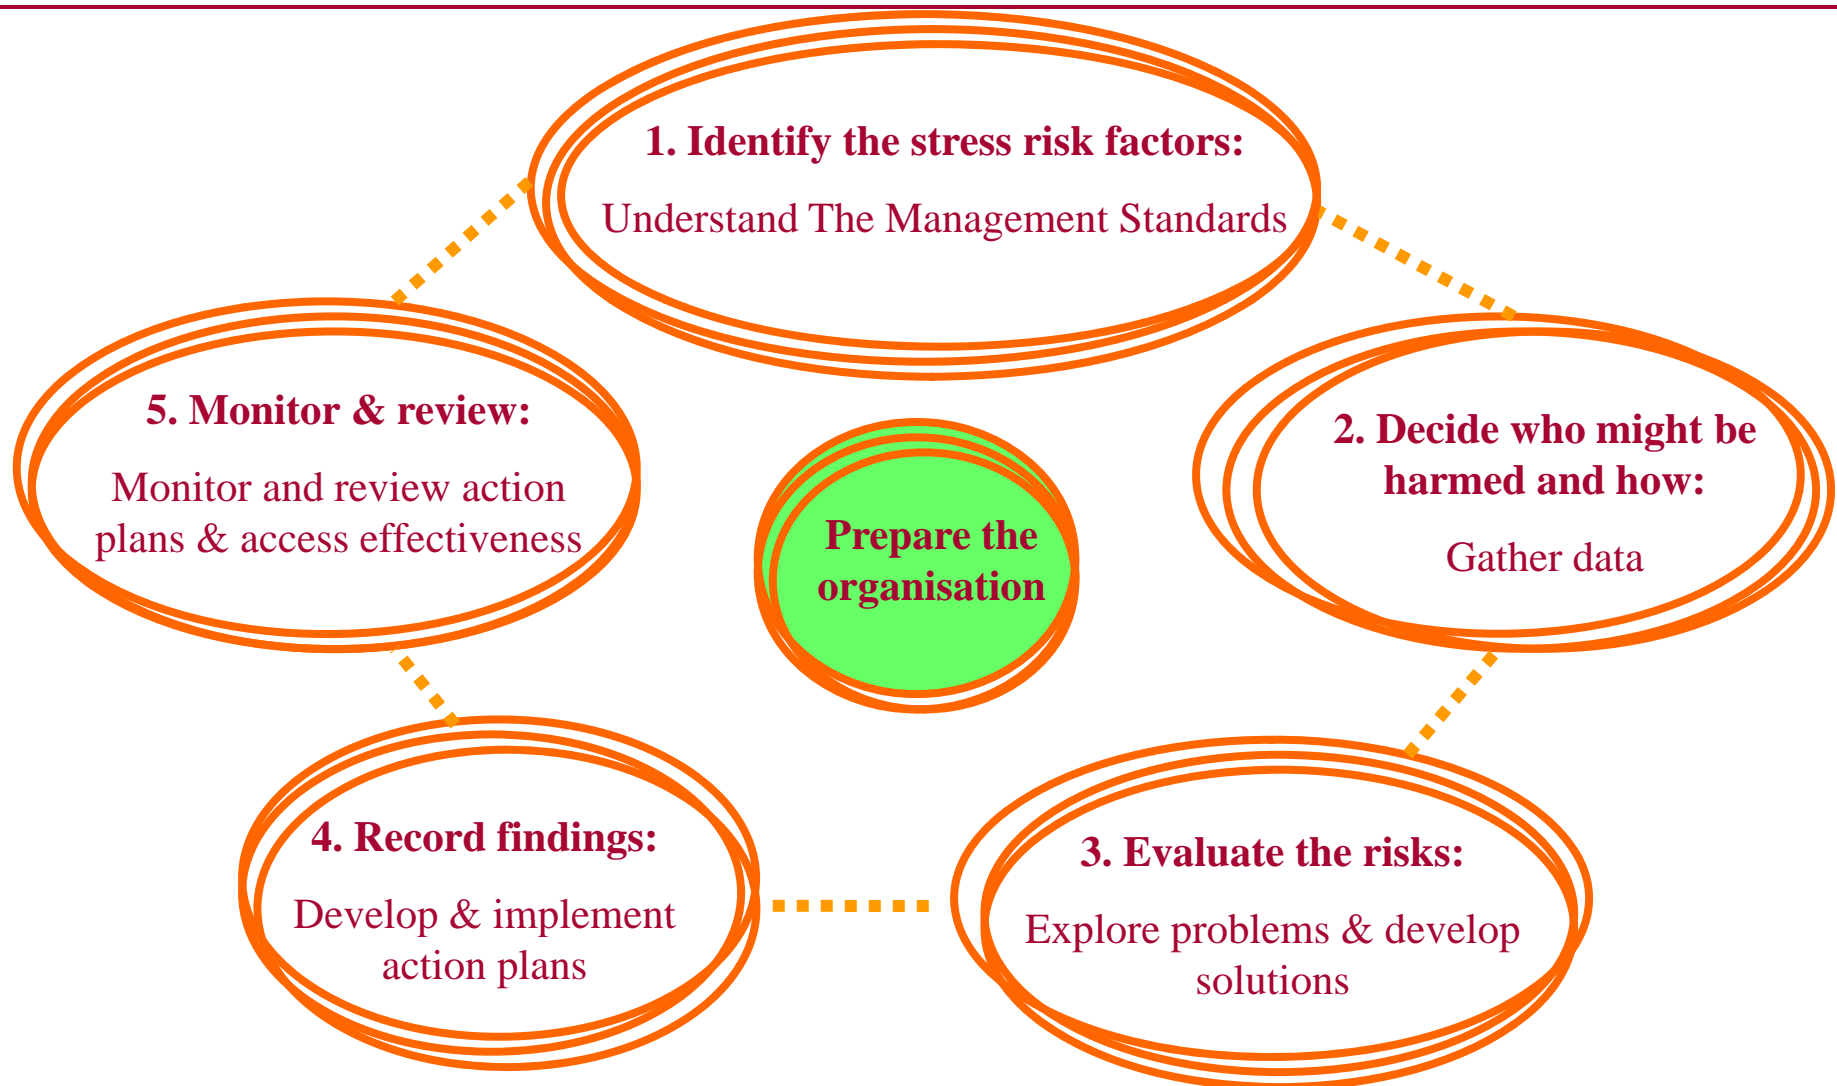 1. Identify the stress risk factors:
Understand The Management Standards
2. Decide who might be
harmed and how:
Gather data
3. Evaluate the risks:
Explore problems & develop
solutions
4. Record findings:
Develop & implement
action plans
5. Monitor & review:
Monitor and review action
plans & access effectiveness
Prepare the
organisation